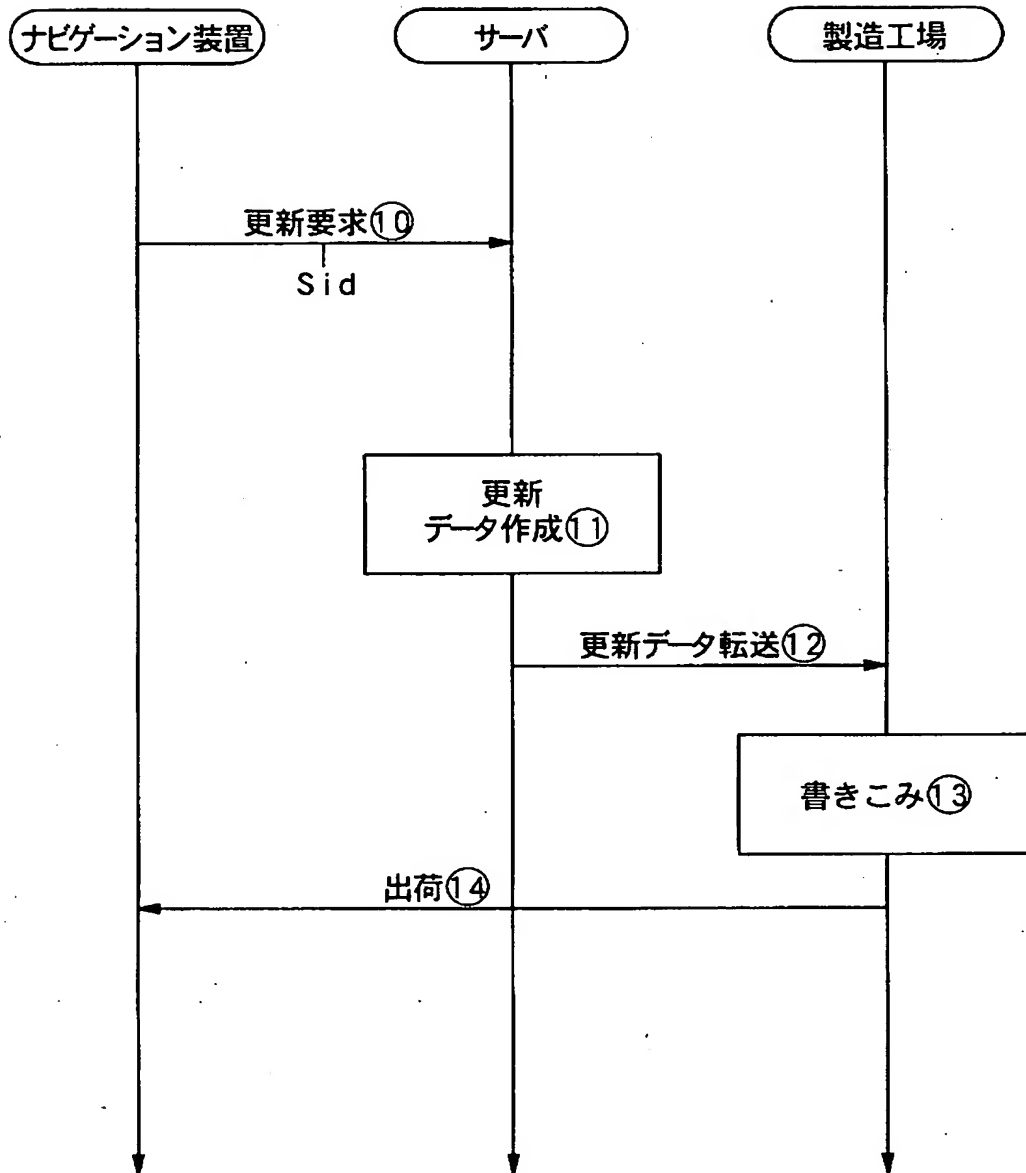 ナビゲーション装置
サーバ
製造工場
更新要求⑩
Sid
更新
データ作成⑪
更新データ転送⑫
書きこみ⑬
出荷⑭